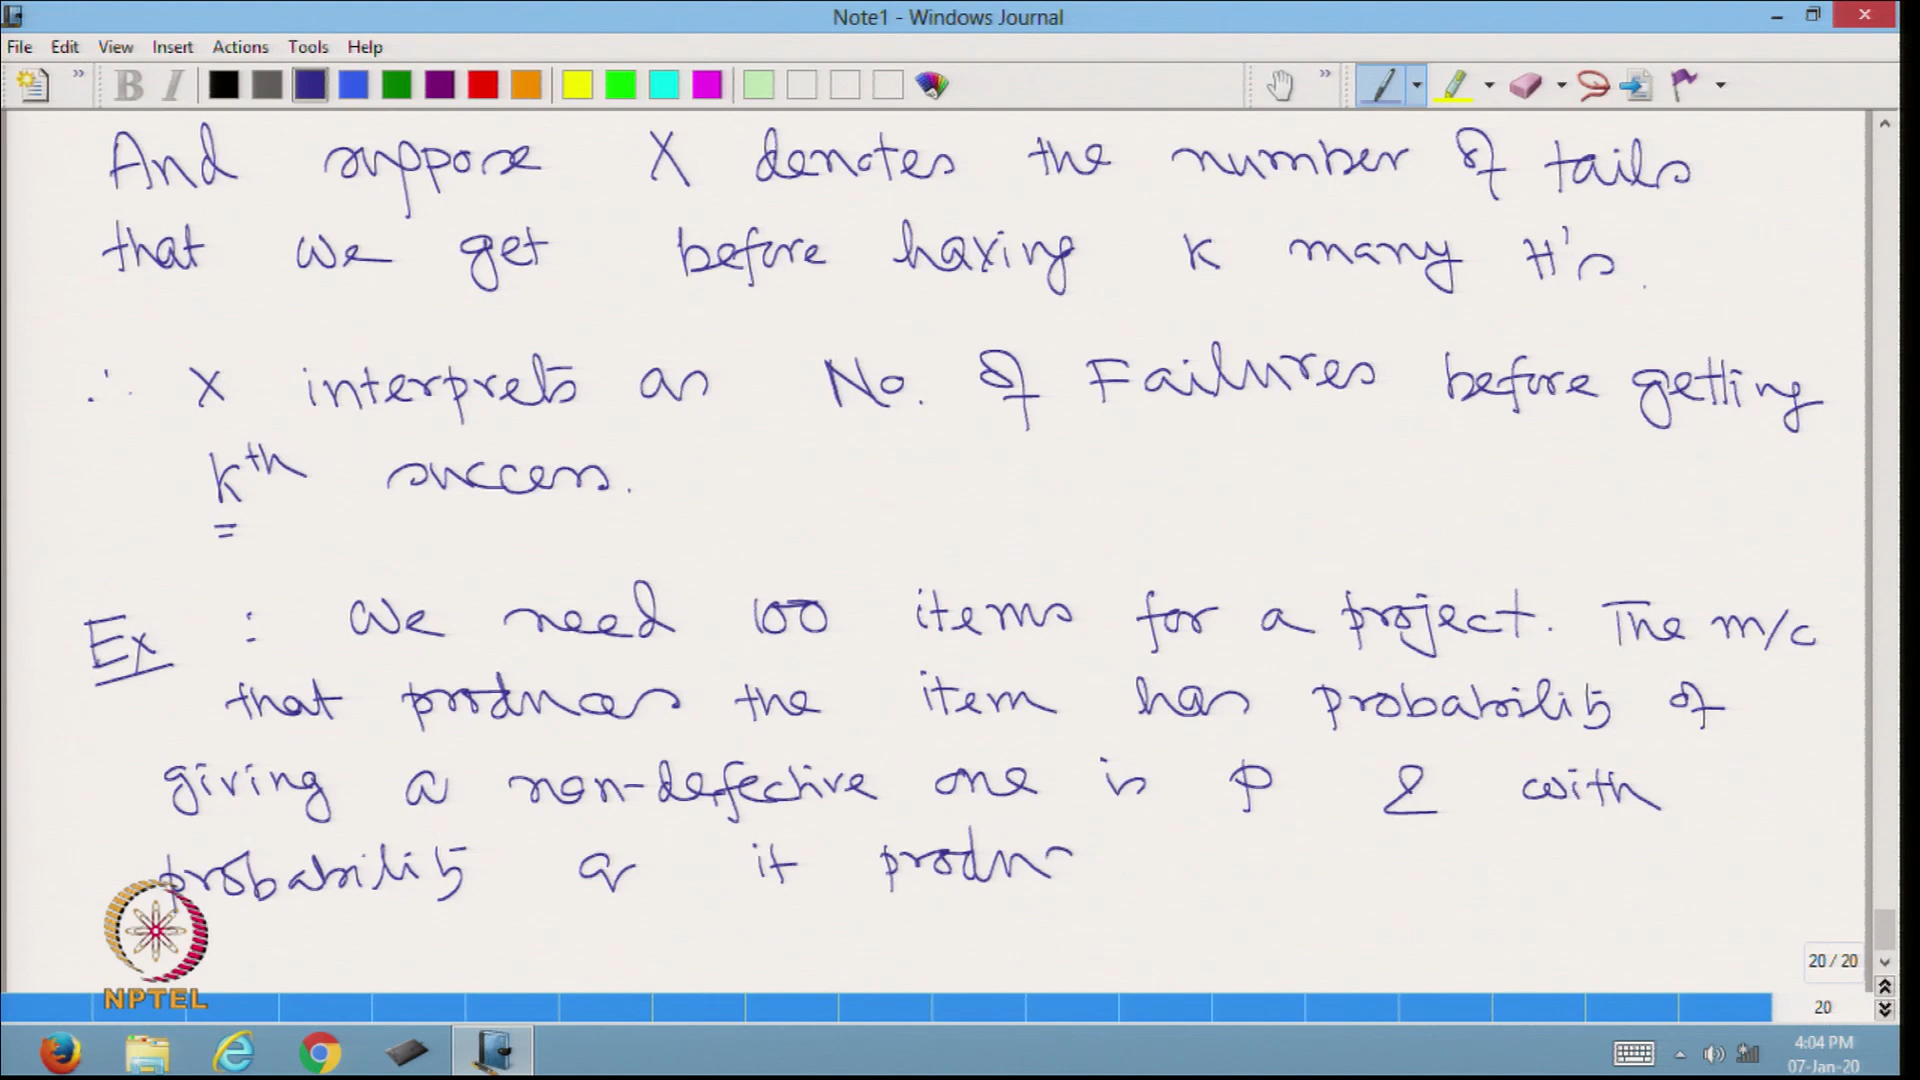 Note1 - Windows Journal
File Edit View Insert Actions Tools Help
And suppose X denotes the number of tails
that we get before having k many H's.
∴ X interprets as No. of Failures before getting
kth success.
Ex : We need 100 items for a project. The m/c
that produces the item has probability of
giving a non-defective one is p & with
probability q it produ
NPTEL
20 / 20
20
4:04 PM
07-Jan-20